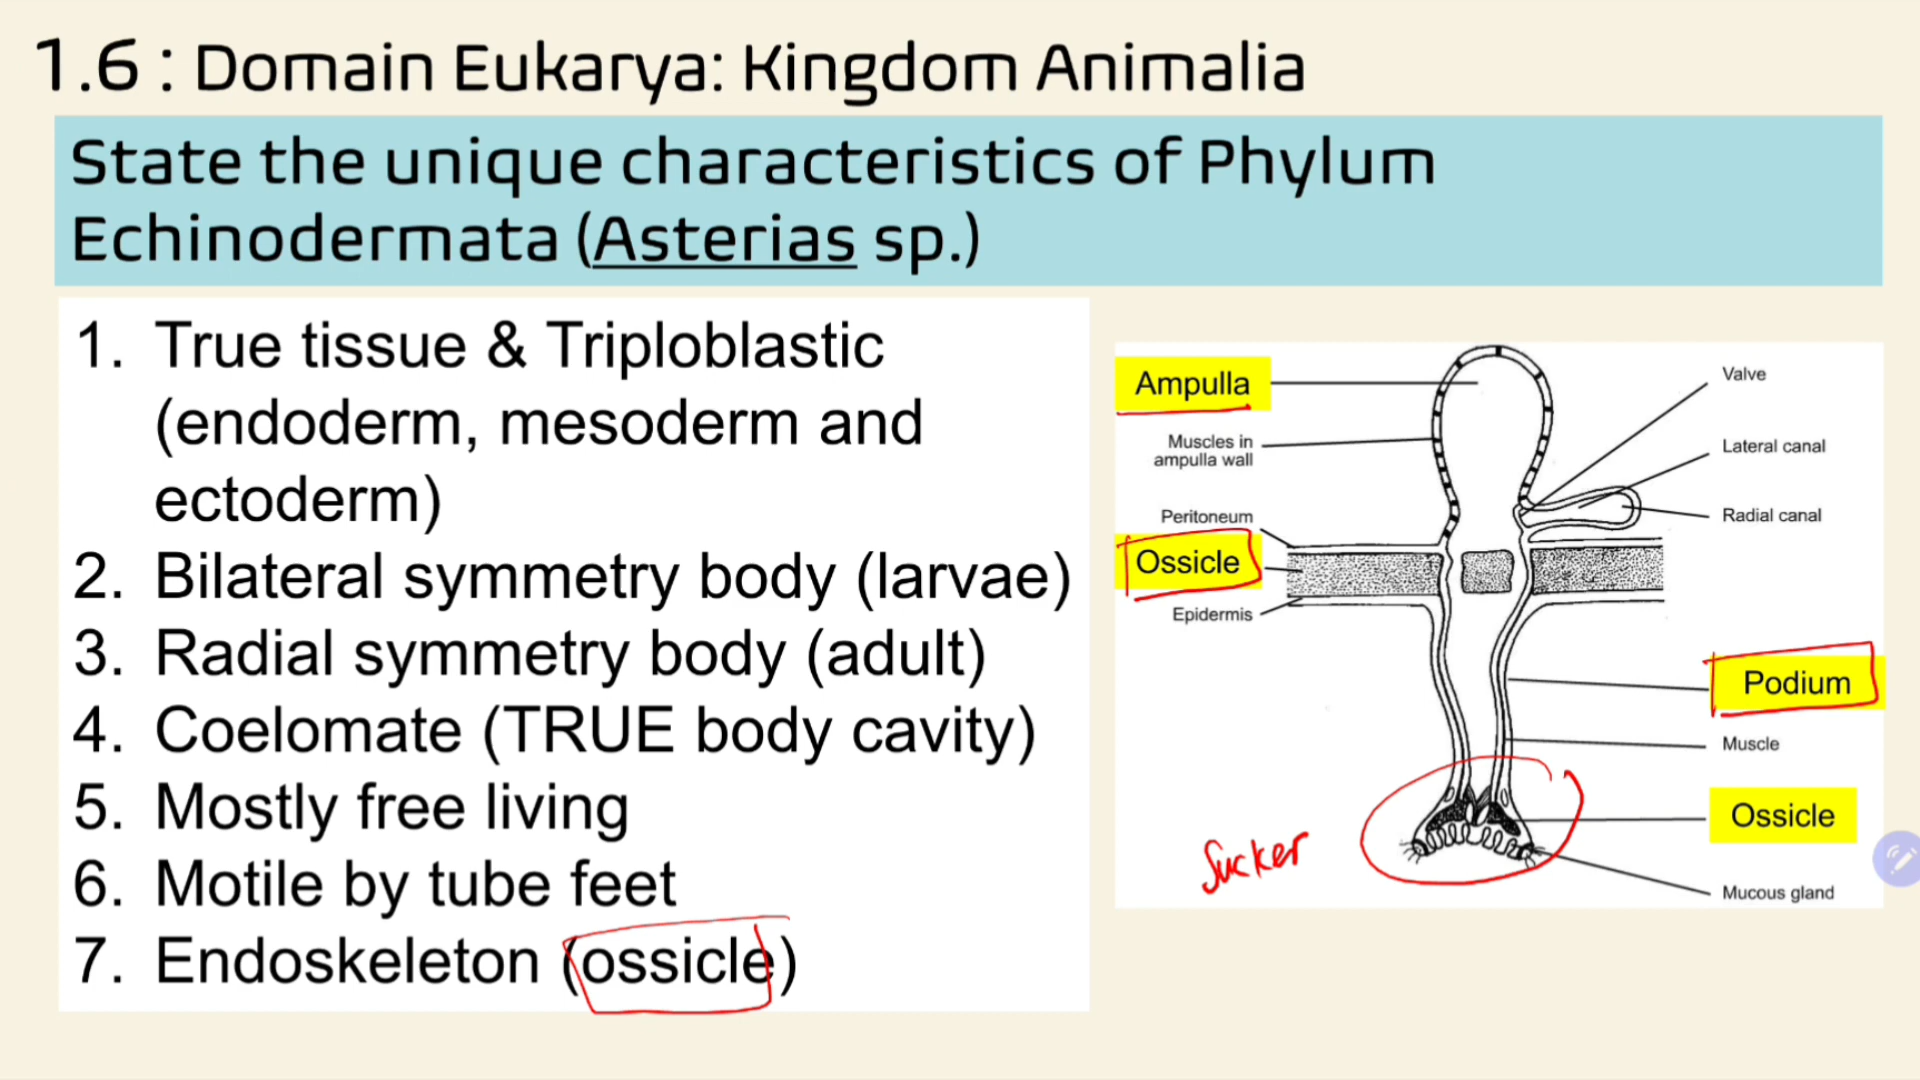 1.6 : Domain Eukarya: Kingdom Animalia
State the unique characteristics of Phylum
Echinodermata (Asterias sp.)
1. True tissue & Triploblastic
(endoderm, mesoderm and
ectoderm)
2. Bilateral symmetry body (larvae)
3. Radial symmetry body (adult)
4. Coelomate (TRUE body cavity)
5. Mostly free living
6. Motile by tube feet
7. Endoskeleton (ossicle)
Ampulla
Muscles in
ampulla wall
Peritoneum
Ossicle
Epidermis
Sucker
Valve
Lateral canal
Radial canal
Podium
Muscle
Ossicle
Mucous gland